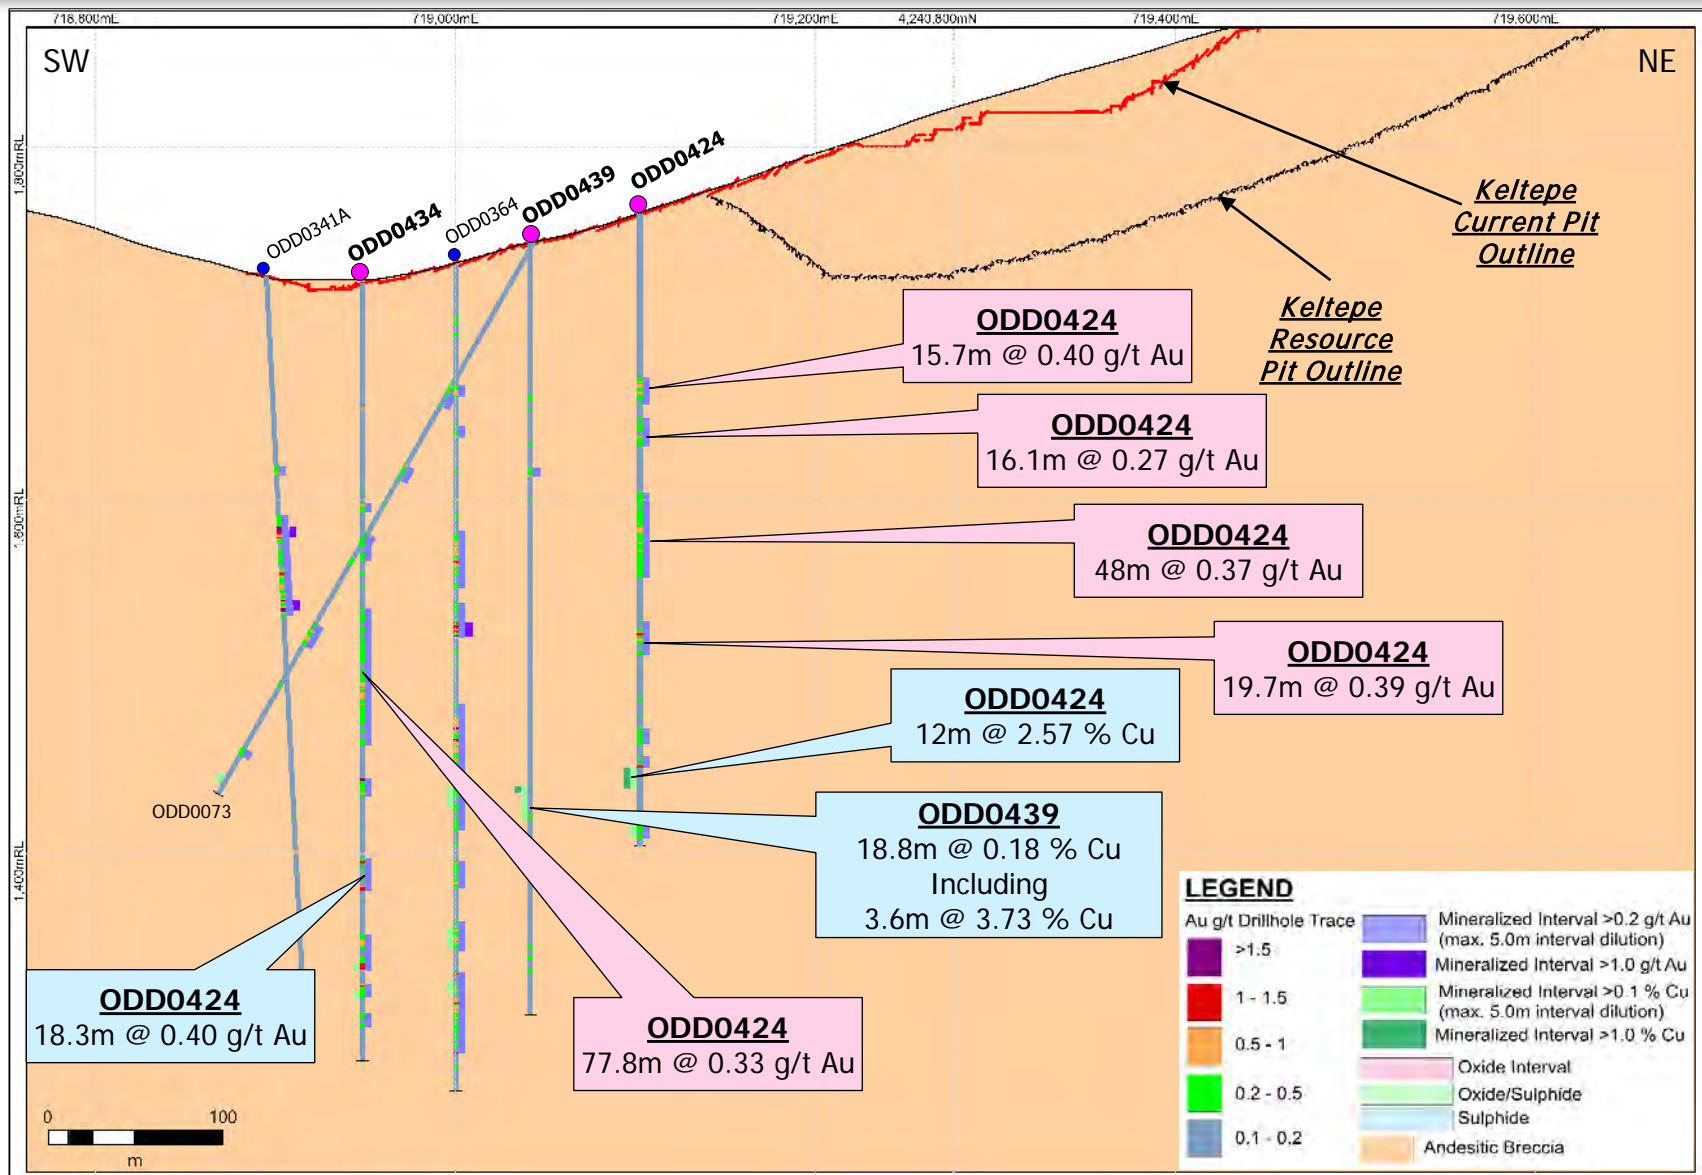 718,800mE
719,000mE
719,200mE
4,240,800mN
719,400mE
719,600mE
SW
NE
1,800mRL
1,600mRL
1,400mRL
ODD0341A
ODD0434
ODD0364
ODD0439
ODD0424
ODD0073
Keltepe
Current Pit
Outline
Keltepe
Resource
Pit Outline
ODD0424
15.7m @ 0.40 g/t Au
ODD0424
16.1m @ 0.27 g/t Au
ODD0424
48m @ 0.37 g/t Au
ODD0424
19.7m @ 0.39 g/t Au
ODD0424
12m @ 2.57 % Cu
ODD0439
18.8m @ 0.18 % Cu
Including
3.6m @ 3.73 % Cu
ODD0424
18.3m @ 0.40 g/t Au
ODD0424
77.8m @ 0.33 g/t Au
0
100
m
LEGEND
Au g/t Drillhole Trace
>1.5
1 - 1.5
0.5 - 1
0.2 - 0.5
0.1 - 0.2
Mineralized Interval >0.2 g/t Au
(max. 5.0m interval dilution)
Mineralized Interval >1.0 g/t Au
Mineralized Interval >0.1 % Cu
(max. 5.0m interval dilution)
Mineralized Interval >1.0 % Cu
Oxide Interval
Oxide/Sulphide
Sulphide
Andesitic Breccia